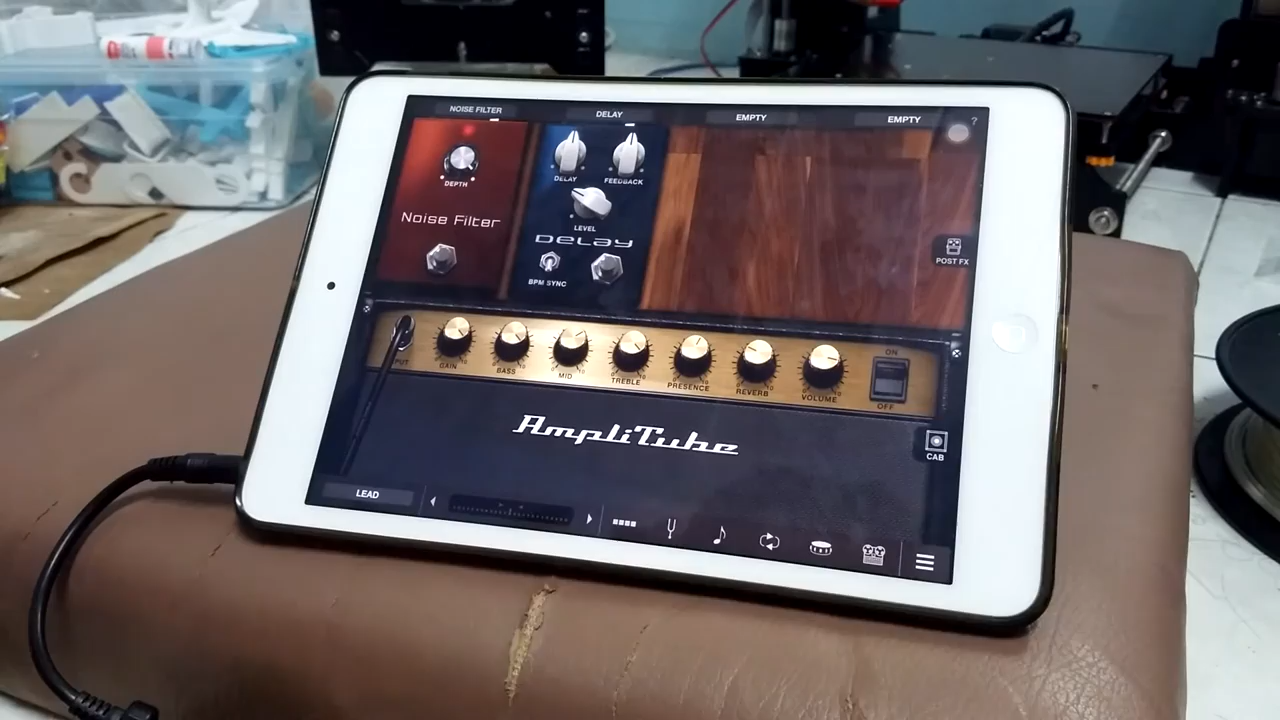 NOISE FILTER
DELAY
EMPTY
EMPTY
?
DEPTH
Noise Filter
DELAY
FEEDBACK
LEVEL
DELAY
BPM SYNC
POST FX
GAIN
BASS
MID
TREBLE
PRESENCE
REVERB
VOLUME
ON
OFF
AmpliTube
CAB
LEAD